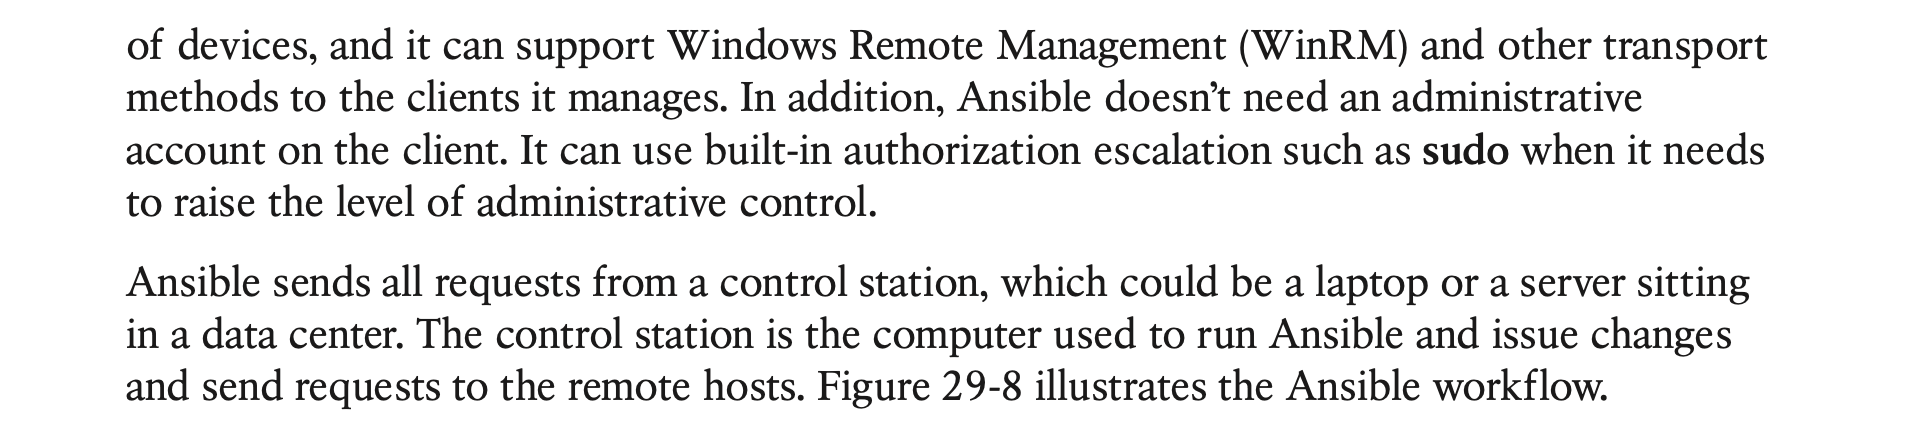 of devices, and it can support Windows Remote Management (WinRM) and other transport
methods to the clients it manages. In addition, Ansible doesn’t need an administrative
account on the client. It can use built-in authorization escalation such as sudo when it needs
to raise the level of administrative control.
Ansible sends all requests from a control station, which could be a laptop or a server sitting
in a data center. The control station is the computer used to run Ansible and issue changes
and send requests to the remote hosts. Figure 29-8 illustrates the Ansible workflow.